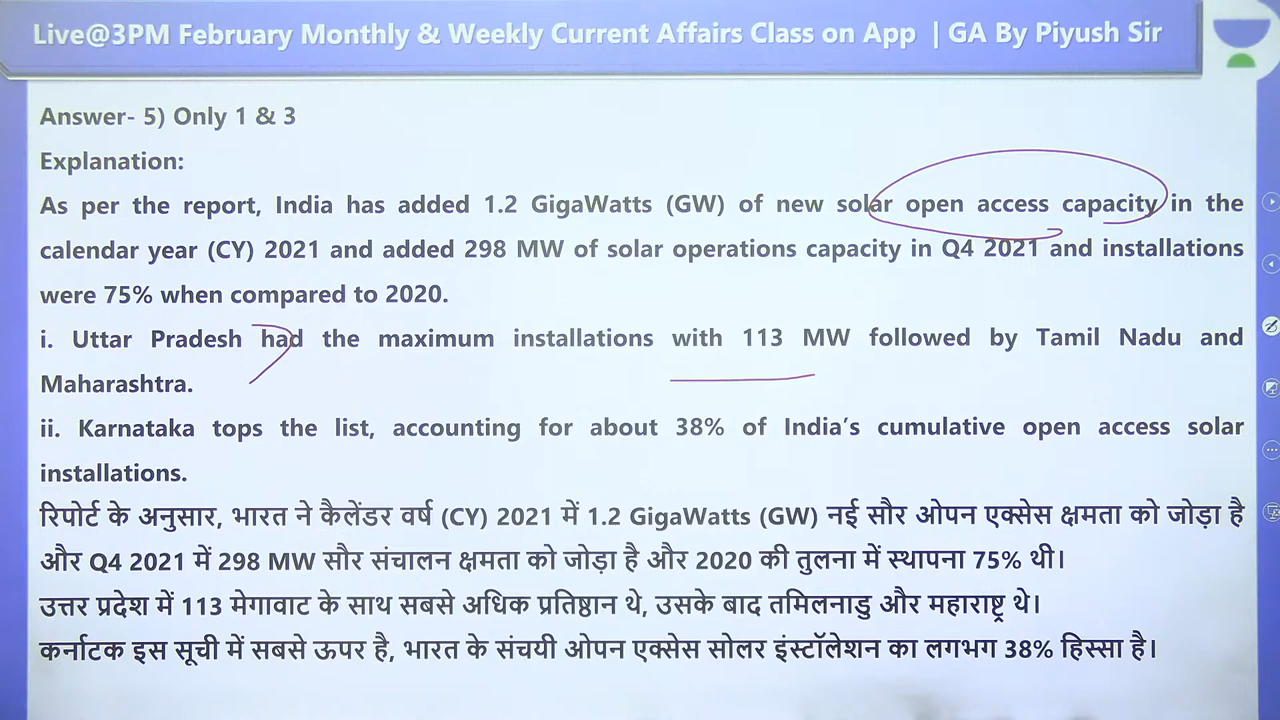 Live@3PM February Monthly & Weekly Current Affairs Class on App | GA By Piyush Sir
Answer- 5) Only 1 & 3
Explanation:
As per the report, India has added 1.2 GigaWatts (GW) of new solar open access capacity in the
calendar year (CY) 2021 and added 298 MW of solar operations capacity in Q4 2021 and installations
were 75% when compared to 2020.
i. Uttar Pradesh had the maximum installations with 113 MW followed by Tamil Nadu and
Maharashtra.
ii. Karnataka tops the list, accounting for about 38% of India’s cumulative open access solar
installations.
रिपोर्ट के अनुसार, भारत ने कैलेंडर वर्ष (CY) 2021 में 1.2 GigaWatts (GW) नई सौर ओपन एक्सेस क्षमता को जोड़ा है
और Q4 2021 में 298 MW सौर संचालन क्षमता को जोड़ा है और 2020 की तुलना में स्थापना 75% थी।
उत्तर प्रदेश में 113 मेगावाट के साथ सबसे अधिक प्रतिष्ठान थे, उसके बाद तमिलनाडु और महाराष्ट्र थे।
कर्नाटक इस सूची में सबसे ऊपर है, भारत के संचयी ओपन एक्सेस सोलर इंस्टॉलेशन का लगभग 38% हिस्सा है।